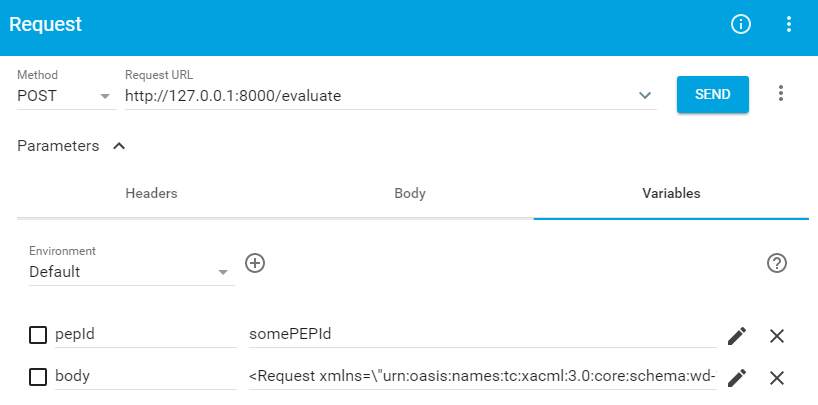 Request
Method
Request URL
POST
http://127.0.0.1:8000/evaluate
SEND
Parameters
Headers
Body
Variables
Environment
Default
pepId
somePEPId
body
<Request xmlns=\"urn:oasis:names:tc:xacml:3.0:core:schema:wd-